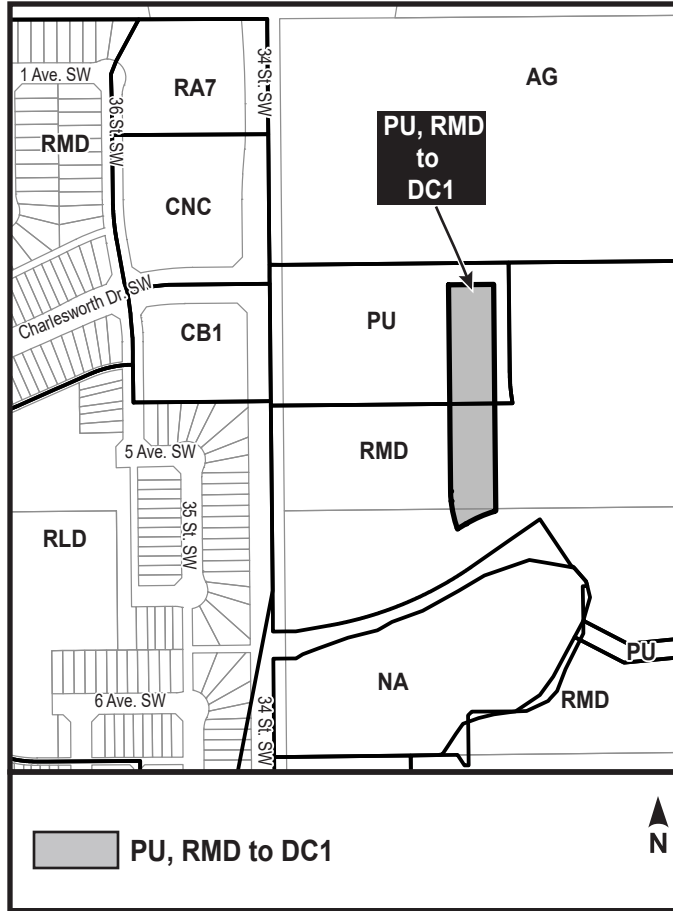 1 Ave. SW
RMD
36 St. SW
RA7
34 St. SW
AG
PU, RMD
to
DC1
CNC
Charlesworth Dr. SW
CB1
PU
5 Ave. SW
RMD
35 St. SW
RLD
6 Ave. SW
34 St. SW
NA
PU
RMD
PU, RMD to DC1
N